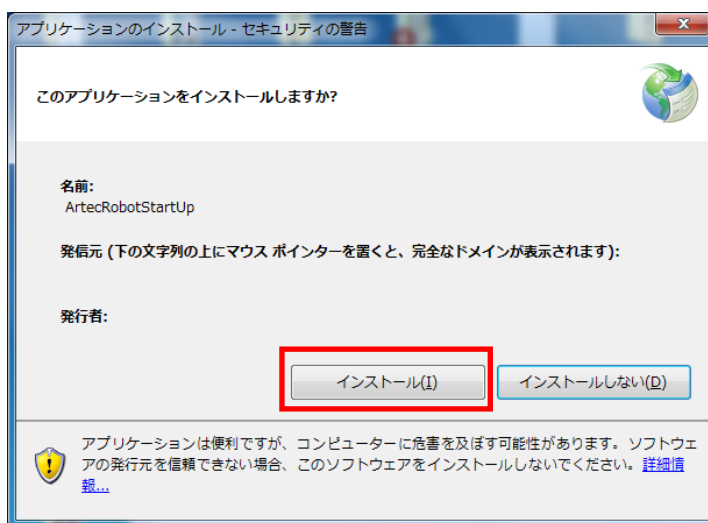 アプリケーションのインストール - セキュリティの警告
このアプリケーションをインストールしますか?
名前:
ArtecRobotStartUp
発信元 (下の文字列の上にマウス ポインターを置くと、完全なドメインが表示されます):
発行者:
インストール(I)
インストールしない(D)
アプリケーションは便利ですが、コンピューターに危害を及ぼす可能性があります。ソフトウェ
アの発行元を信頼できない場合、このソフトウェアをインストールしないでください。詳細情
報...